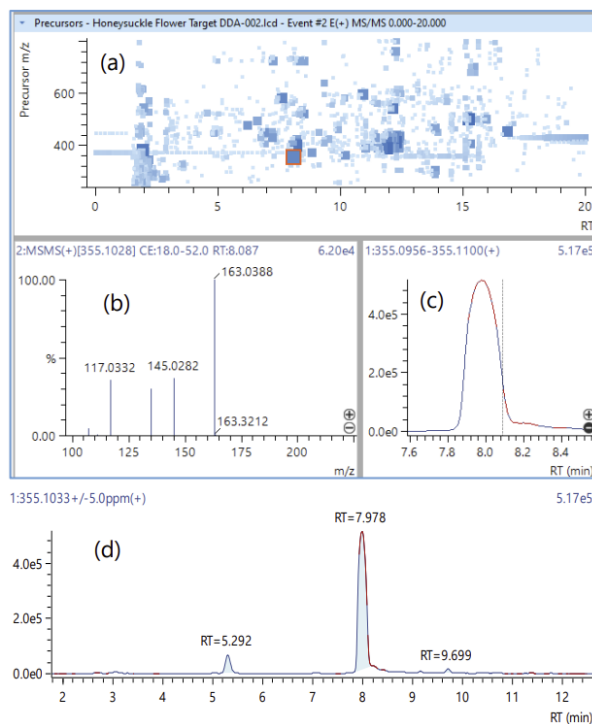 Precursors - Honeysuckle Flower Target DDA-002.lcd - Event #2 E(+) MS/MS 0.000-20.000
(a)
Precursor m/z
600
400
0 5 10 15 20
RT
2:MSMS(+)[355.1028] CE:18.0-52.0 RT:8.087 6.20e4
100.00
163.0388
(b)
%
117.0332
145.0282
163.3212
0.00
100 125 150 175 200
m/z
1:355.0956-355.1100(+) 5.17e5
(c)
4.0e5
2.0e5
0.0e0
7.6 8.0 8.4
RT (min)
1:355.1033+/-5.0ppm(+) 5.17e5
(d)
RT=7.978
4.0e5
2.0e5
RT=5.292
RT=9.699
0.0e0
2 3 4 5 6 7 8 9 10 11 12
RT (min)